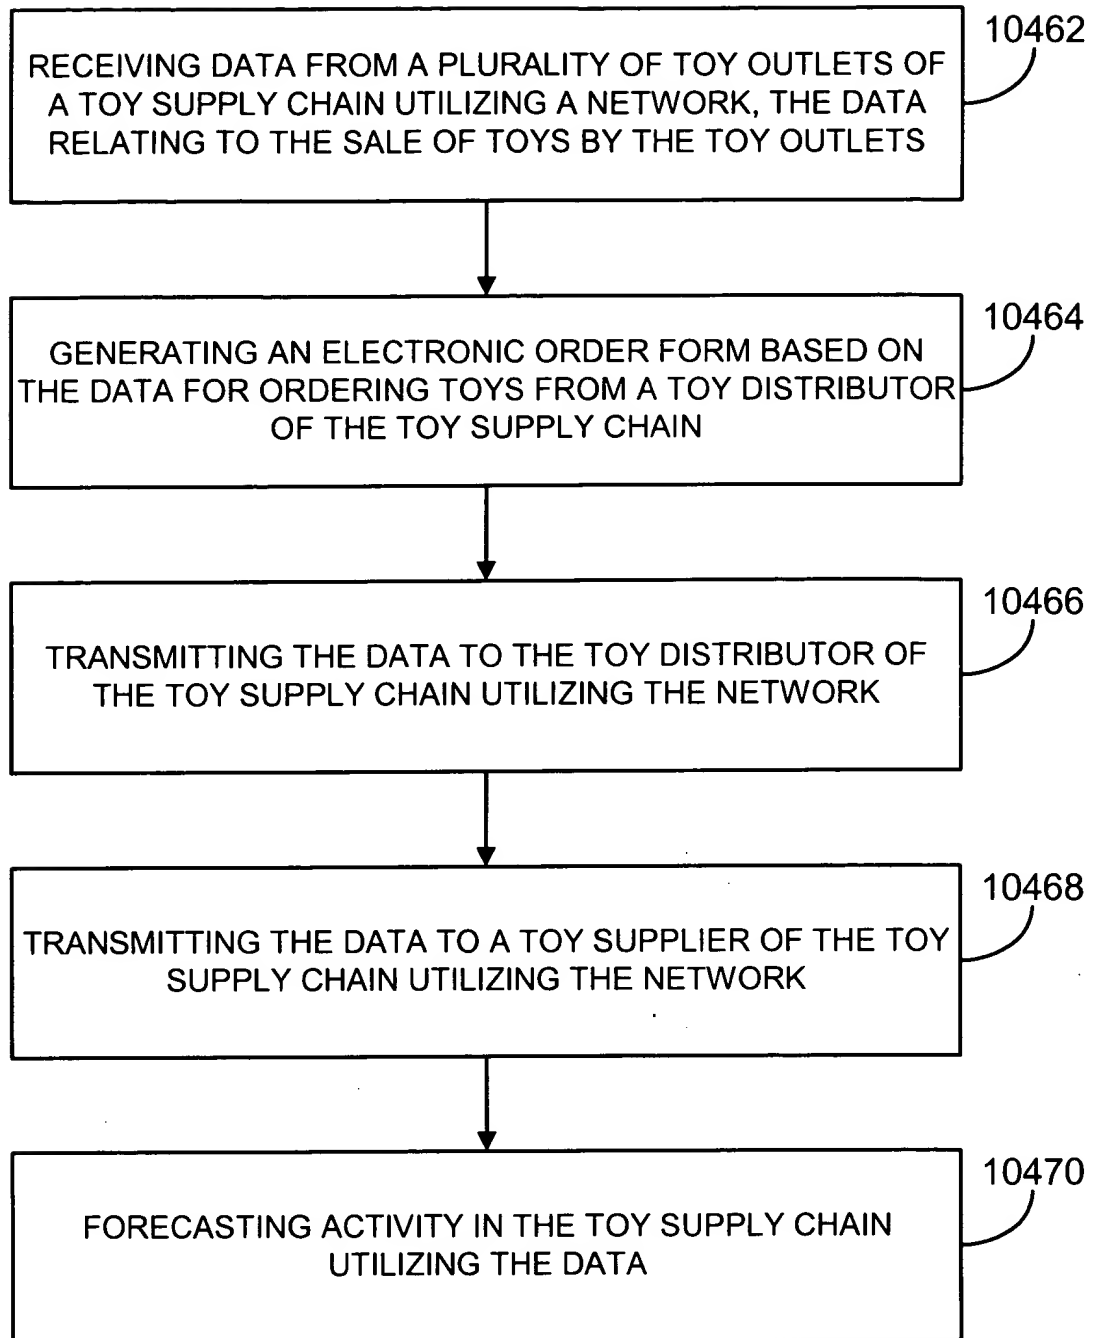 10462
RECEIVING DATA FROM A PLURALITY OF TOY OUTLETS OF
A TOY SUPPLY CHAIN UTILIZING A NETWORK, THE DATA
RELATING TO THE SALE OF TOYS BY THE TOY OUTLETS
10464
GENERATING AN ELECTRONIC ORDER FORM BASED ON
THE DATA FOR ORDERING TOYS FROM A TOY DISTRIBUTOR
OF THE TOY SUPPLY CHAIN
10466
TRANSMITTING THE DATA TO THE TOY DISTRIBUTOR OF
THE TOY SUPPLY CHAIN UTILIZING THE NETWORK
10468
TRANSMITTING THE DATA TO A TOY SUPPLIER OF THE TOY
SUPPLY CHAIN UTILIZING THE NETWORK
10470
FORECASTING ACTIVITY IN THE TOY SUPPLY CHAIN
UTILIZING THE DATA